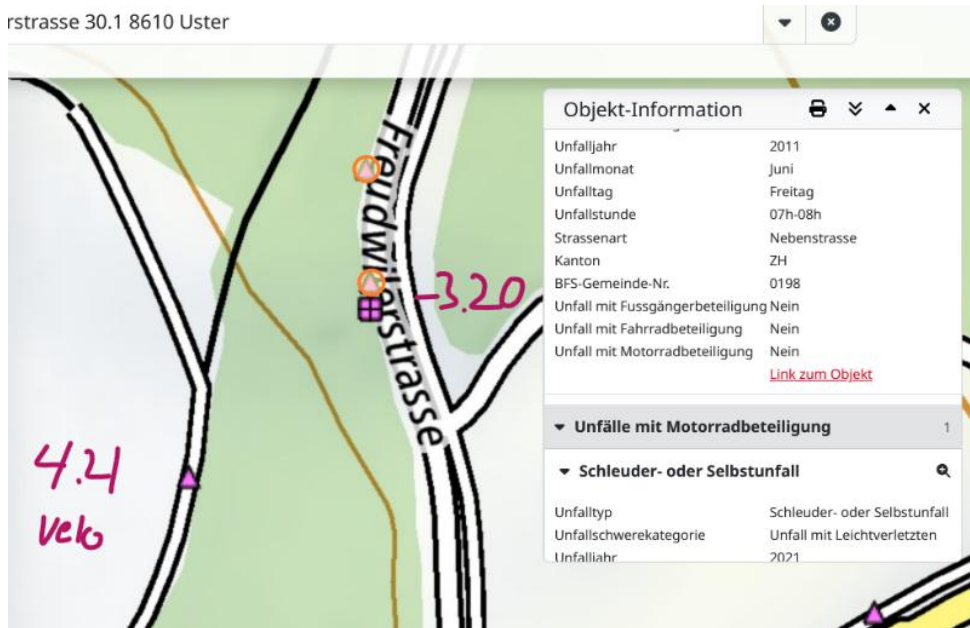 rstrasse 30.1 8610 Uster
Objekt-Information
Unfalljahr 2011
Unfallmonat Juni
Unfalltag Freitag
Unfallstunde 07h-08h
Strassenart Nebenstrasse
Kanton ZH
BFS-Gemeinde-Nr. 0198
Unfall mit Fussgängerbeteiligung Nein
Unfall mit Fahrradbeteiligung Nein
Unfall mit Motorradbeteiligung Nein
Link zum Objekt
Unfälle mit Motorradbeteiligung 1
Schleuder- oder Selbstunfall
Unfalltyp Schleuder- oder Selbstunfall
Unfallschwerekategorie Unfall mit Leichtverletzten
Unfalljahr 2021
Freudwilerstrasse
-3.20
4.21
Velo